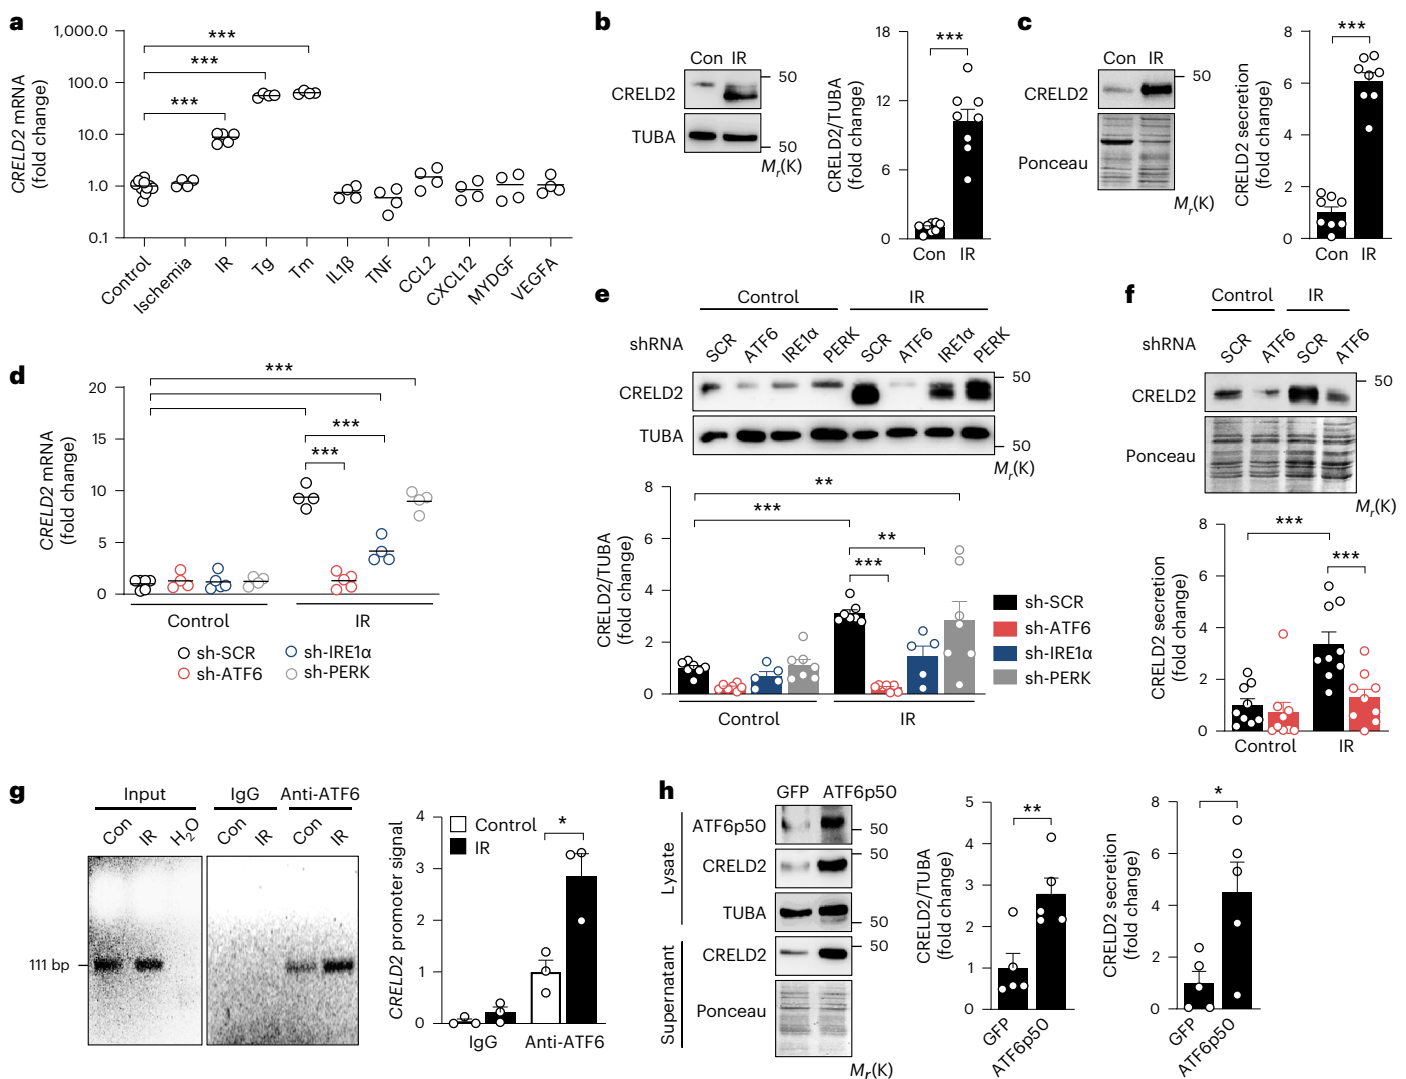 a
CRELD2 mRNA
(fold change)
1,000.0
100.0
10.0
1.0
0.1
***
***
***
Control
Ischemia
IR
Tg
Tm
IL1β
TNF
CCL2
CXCL12
MYDGF
VEGFA
b
Con IR
CRELD2
TUBA
50
50
Mr(K)
CRELD2/TUBA
(fold change)
18
12
6
0
***
Con IR
c
Con IR
CRELD2
50
Ponceau
Mr(K)
CRELD2 secretion
(fold change)
8
6
4
2
0
***
Con IR
d
CRELD2 mRNA
(fold change)
20
15
10
5
0
***
***
***
Control
IR
sh-SCR
sh-ATF6
sh-IRE1α
sh-PERK
e
Control
IR
shRNA
SCR
ATF6
IRE1α
PERK
SCR
ATF6
IRE1α
PERK
CRELD2
50
TUBA
50
Mr(K)
CRELD2/TUBA
(fold change)
8
6
4
2
0
**
***
**
***
Control
IR
sh-SCR
sh-ATF6
sh-IRE1α
sh-PERK
f
Control
IR
shRNA
SCR
ATF6
SCR
ATF6
CRELD2
50
Ponceau
Mr(K)
CRELD2 secretion
(fold change)
8
6
4
2
0
***
***
Control
IR
g
Input
IgG
Anti-ATF6
Con
IR
H2O
Con
IR
Con
IR
111 bp
CRELD2 promoter signal
4
3
2
1
0
Control
IR
*
IgG
Anti-ATF6
h
GFP ATF6p50
Lysate
ATF6p50
50
CRELD2
50
TUBA
50
Supernatant
CRELD2
50
Ponceau
Mr(K)
CRELD2/TUBA
(fold change)
5
4
3
2
1
0
**
GFP
ATF6p50
CRELD2 secretion
(fold change)
8
6
4
2
0
*
GFP
ATF6p50